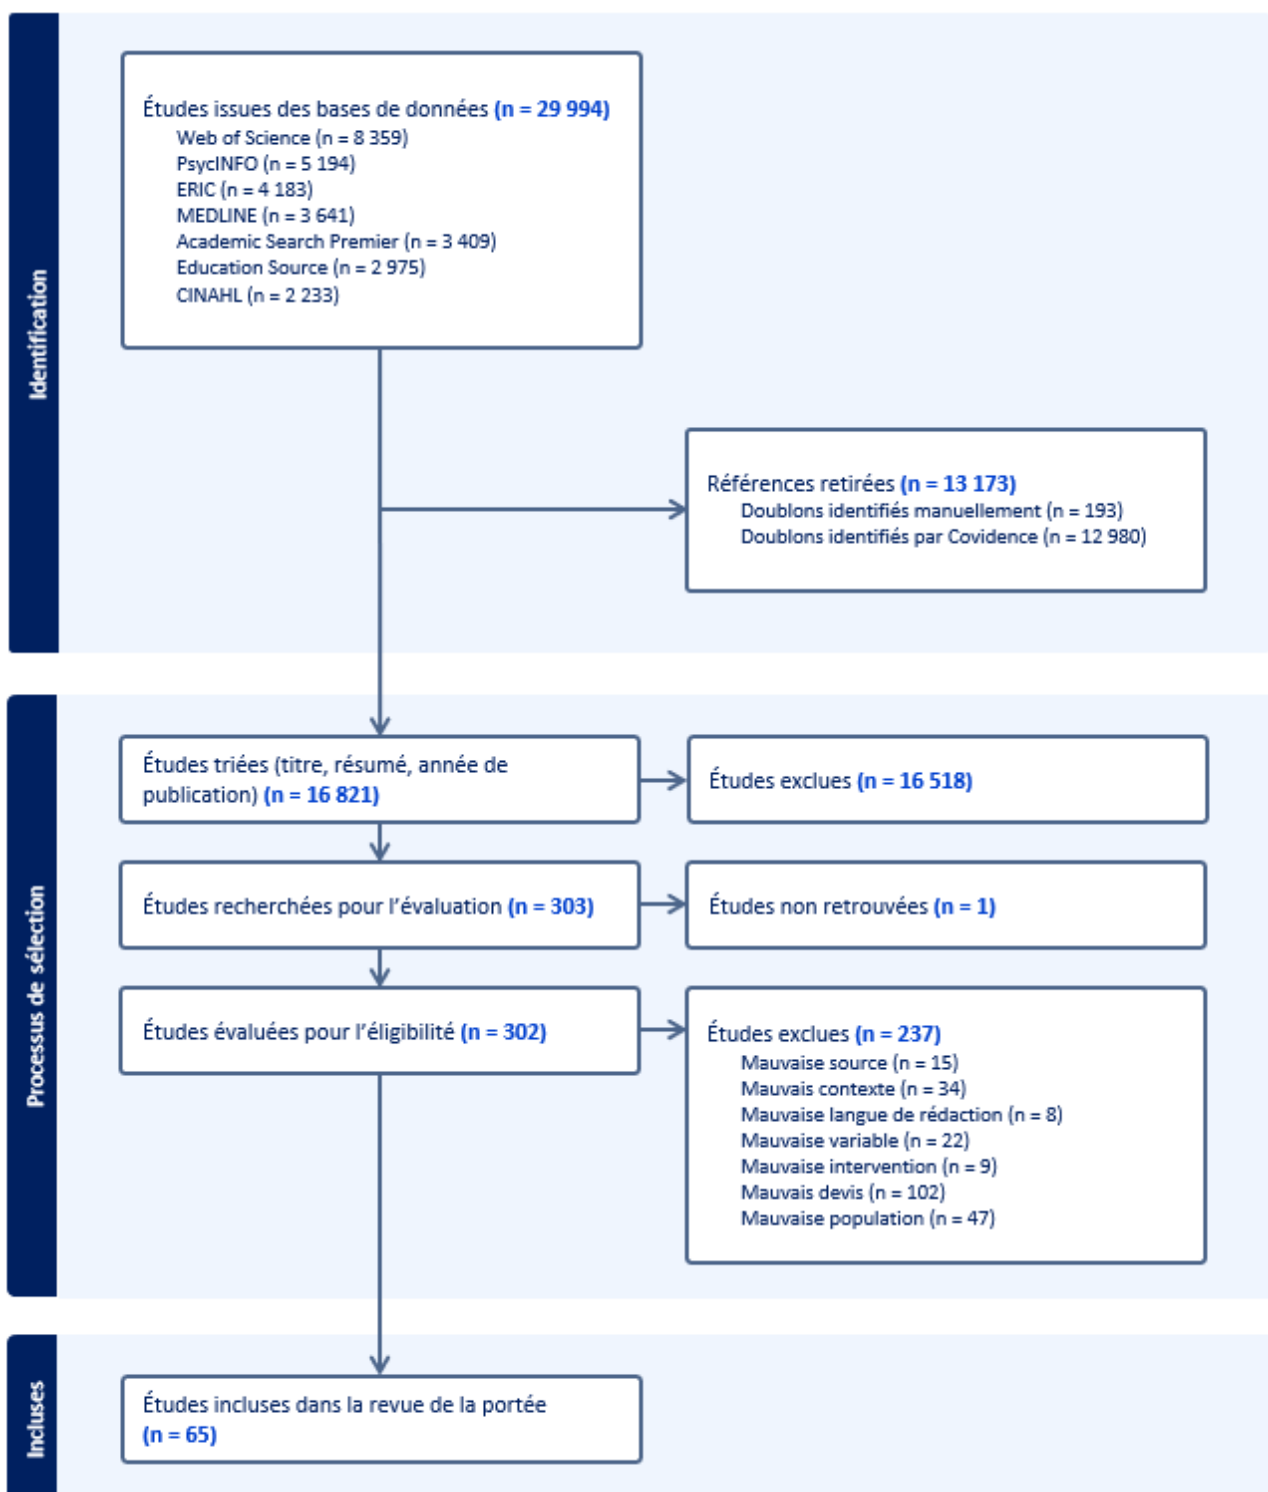 Identification
Études issues des bases de données (n = 29 994)
Web of Science (n = 8 359)
PsycINFO (n = 5 194)
ERIC (n = 4 183)
MEDLINE (n = 3 641)
Academic Search Premier (n = 3 409)
Education Source (n = 2 975)
CINAHL (n = 2 233)
Références retirées (n = 13 173)
Doublons identifiés manuellement (n = 193)
Doublons identifiés par Covidence (n = 12 980)
Processus de sélection
Études triées (titre, résumé, année de
publication) (n = 16 821)
Études exclues (n = 16 518)
Études recherchées pour l'évaluation (n = 303)
Études non retrouvées (n = 1)
Études évaluées pour l'éligibilité (n = 302)
Études exclues (n = 237)
Mauvaise source (n = 15)
Mauvais contexte (n = 34)
Mauvaise langue de rédaction (n = 8)
Mauvaise variable (n = 22)
Mauvaise intervention (n = 9)
Mauvais devis (n = 102)
Mauvaise population (n = 47)
Incluses
Études incluses dans la revue de la portée
(n = 65)